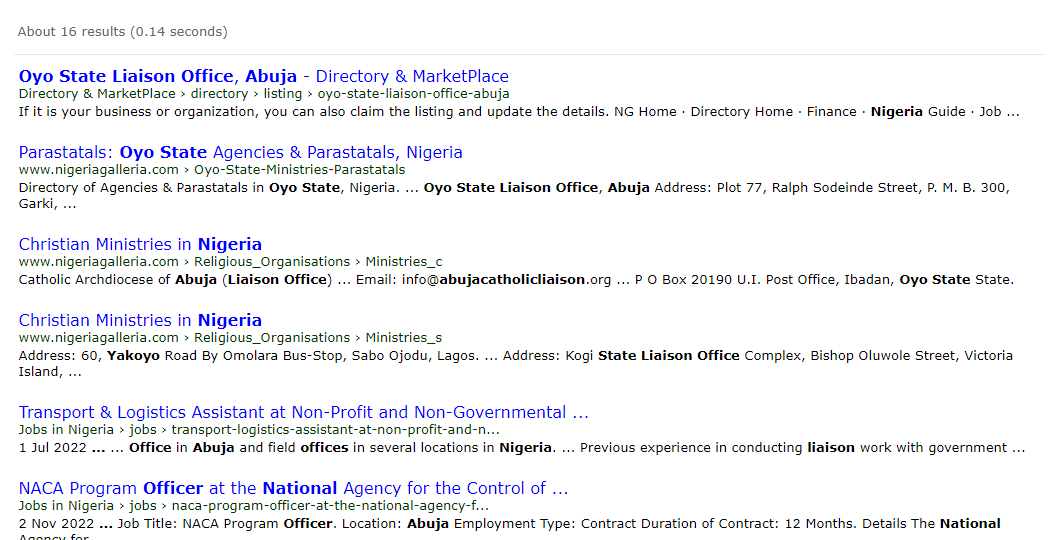 About 16 results (0.14 seconds)
Oyo State Liaison Office, Abuja - Directory & MarketPlace
Directory & MarketPlace › directory › listing › oyo-state-liaison-office-abuja
If it is your business or organization, you can also claim the listing and update the details. NG Home · Directory Home · Finance · Nigeria Guide · Job ...
Parastatals: Oyo State Agencies & Parastatals, Nigeria
www.nigeriagalleria.com › Oyo-State-Ministries-Parastatals
Directory of Agencies & Parastatals in Oyo State, Nigeria. ... Oyo State Liaison Office, Abuja Address: Plot 77, Ralph Sodeinde Street, P. M. B. 300,
Garki, ...
Christian Ministries in Nigeria
www.nigeriagalleria.com › Religious_Organisations › Ministries_c
Catholic Archdiocese of Abuja (Liaison Office) ... Email: info@abujacatholicliaison.org ... P O Box 20190 U.I. Post Office, Ibadan, Oyo State State.
Christian Ministries in Nigeria
www.nigeriagalleria.com › Religious_Organisations › Ministries_s
Address: 60, Yakoyo Road By Omolara Bus-Stop, Sabo Ojodu, Lagos. ... Address: Kogi State Liaison Office Complex, Bishop Oluwole Street, Victoria
Island, ...
Transport & Logistics Assistant at Non-Profit and Non-Governmental ...
Jobs in Nigeria › jobs › transport-logistics-assistant-at-non-profit-and-n...
1 Jul 2022 ... ... Office in Abuja and field offices in several locations in Nigeria. ... Previous experience in conducting liaison work with government ...
NACA Program Officer at the National Agency for the Control of ...
Jobs in Nigeria › jobs › naca-program-officer-at-the-national-agency-f...
2 Nov 2022 ... Job Title: NACA Program Officer. Location: Abuja Employment Type: Contract Duration of Contract: 12 Months. Details The National
Agency for